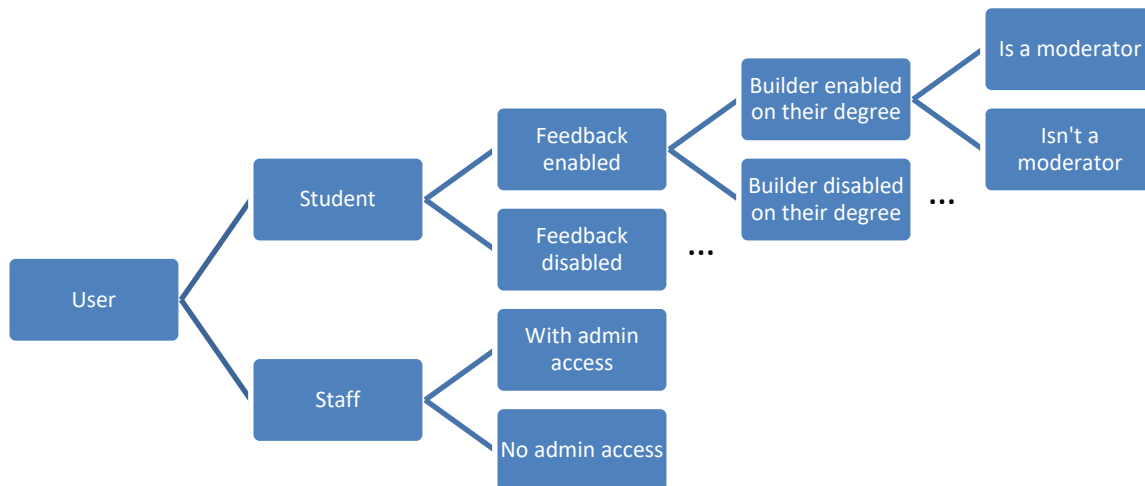 User
Student
Staff
Feedback
enabled
Feedback
disabled
...
With admin
access
No admin access
Builder enabled
on their degree
Builder disabled
on their degree
...
Is a moderator
Isn't a
moderator